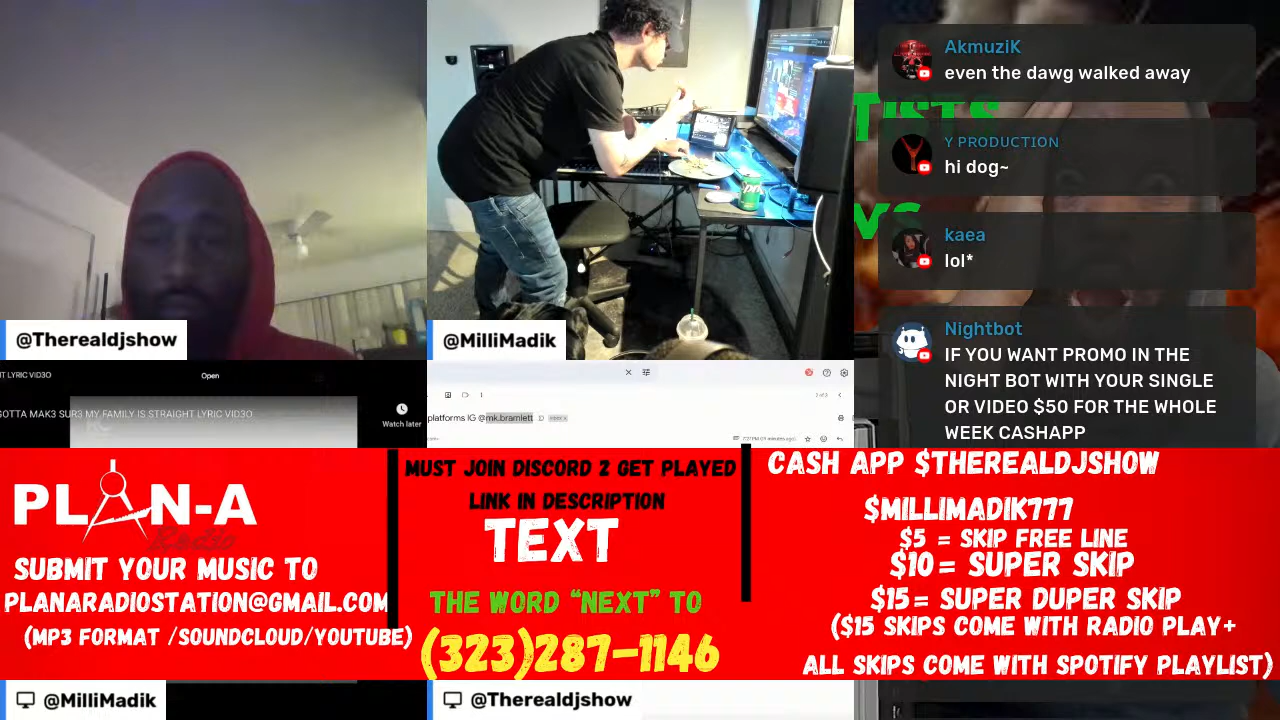 @Therealdjshow
@MilliMadik
AkmuziK
even the dawg walked away
Y PRODUCTION
hi dog~
kaea
lol*
Nightbot
IF YOU WANT PROMO IN THE
NIGHT BOT WITH YOUR SINGLE
OR VIDEO $50 FOR THE WHOLE
WEEK CASHAPP
LYRIC VID3O
Open
GOTTA MAK3 SUR3 MY FAMILY IS STRAIGHT LYRIC VID3O
Watch later
platforms IG @mk.bramlett
PLAN-A
Radio
SUBMIT YOUR MUSIC TO
PLANARADIOSTATION@GMAIL.COM
(MP3 FORMAT /SOUNDCLOUD/YOUTUBE)
MUST JOIN DISCORD 2 GET PLAYED
LINK IN DESCRIPTION
TEXT
THE WORD “NEXT” TO
(323)287-1146
CASH APP $THEREALDJSHOW
$MILLIMADIK777
$5 = SKIP FREE LINE
$10 = SUPER SKIP
$15 = SUPER DUPER SKIP
($15 SKIPS COME WITH RADIO PLAY+
ALL SKIPS COME WITH SPOTIFY PLAYLIST)
@MilliMadik
@Therealdjshow